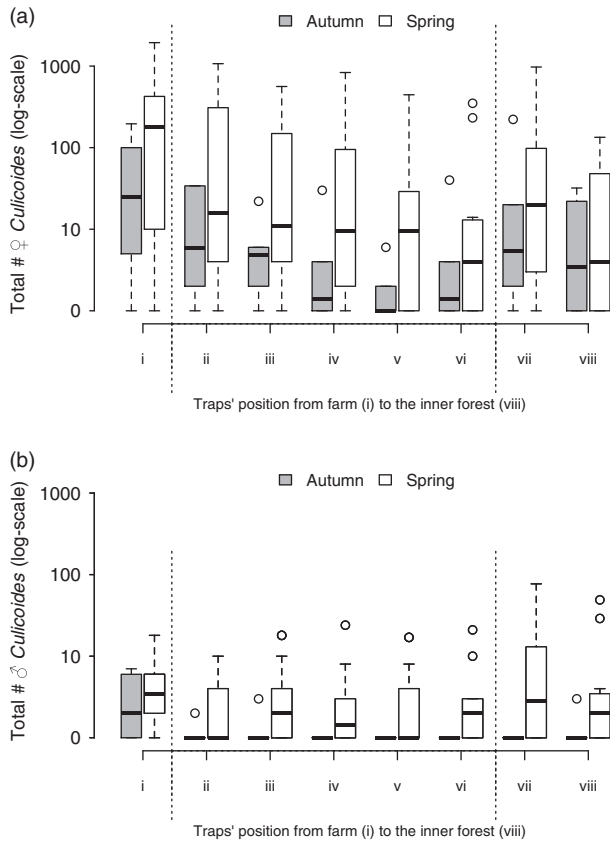 (a)
Autumn Spring
Total # ♀ Culicoides (log-scale)
1000
100
10
0
i ii iii iv v vi vii viii
Traps' position from farm (i) to the inner forest (viii)
(b)
Autumn Spring
Total # ♂ Culicoides (log-scale)
1000
100
10
0
i ii iii iv v vi vii viii
Traps' position from farm (i) to the inner forest (viii)